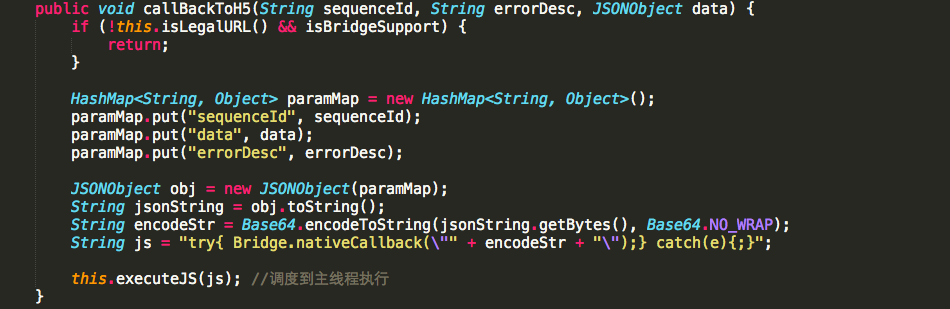 public void callBackToH5(String sequenceId, String errorDesc, JSONObject data) {
if (!this.isLegalURL() && isBridgeSupport) {
return;
}
HashMap<String, Object> paramMap = new HashMap<String, Object>();
paramMap.put("sequenceId", sequenceId);
paramMap.put("data", data);
paramMap.put("errorDesc", errorDesc);
JSONObject obj = new JSONObject(paramMap);
String jsonString = obj.toString();
String encodeStr = Base64.encodeToString(jsonString.getBytes(), Base64.NO_WRAP);
String js = "try{ Bridge.nativeCallback(\"" + encodeStr + "\");} catch(e){;}";
this.executeJS(js); //调度到主线程执行
}